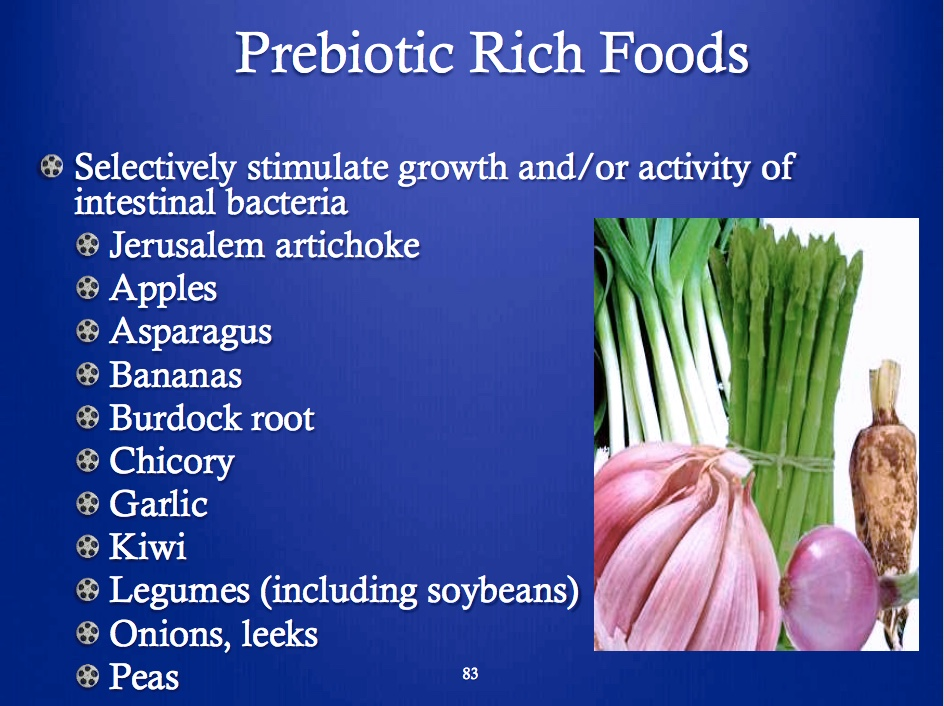 Prebiotic Rich Foods
Selectively stimulate growth and/or activity of
intestinal bacteria
Jerusalem artichoke
Apples
Asparagus
Bananas
Burdock root
Chicory
Garlic
Kiwi
Legumes (including soybeans)
Onions, leeks
Peas
83